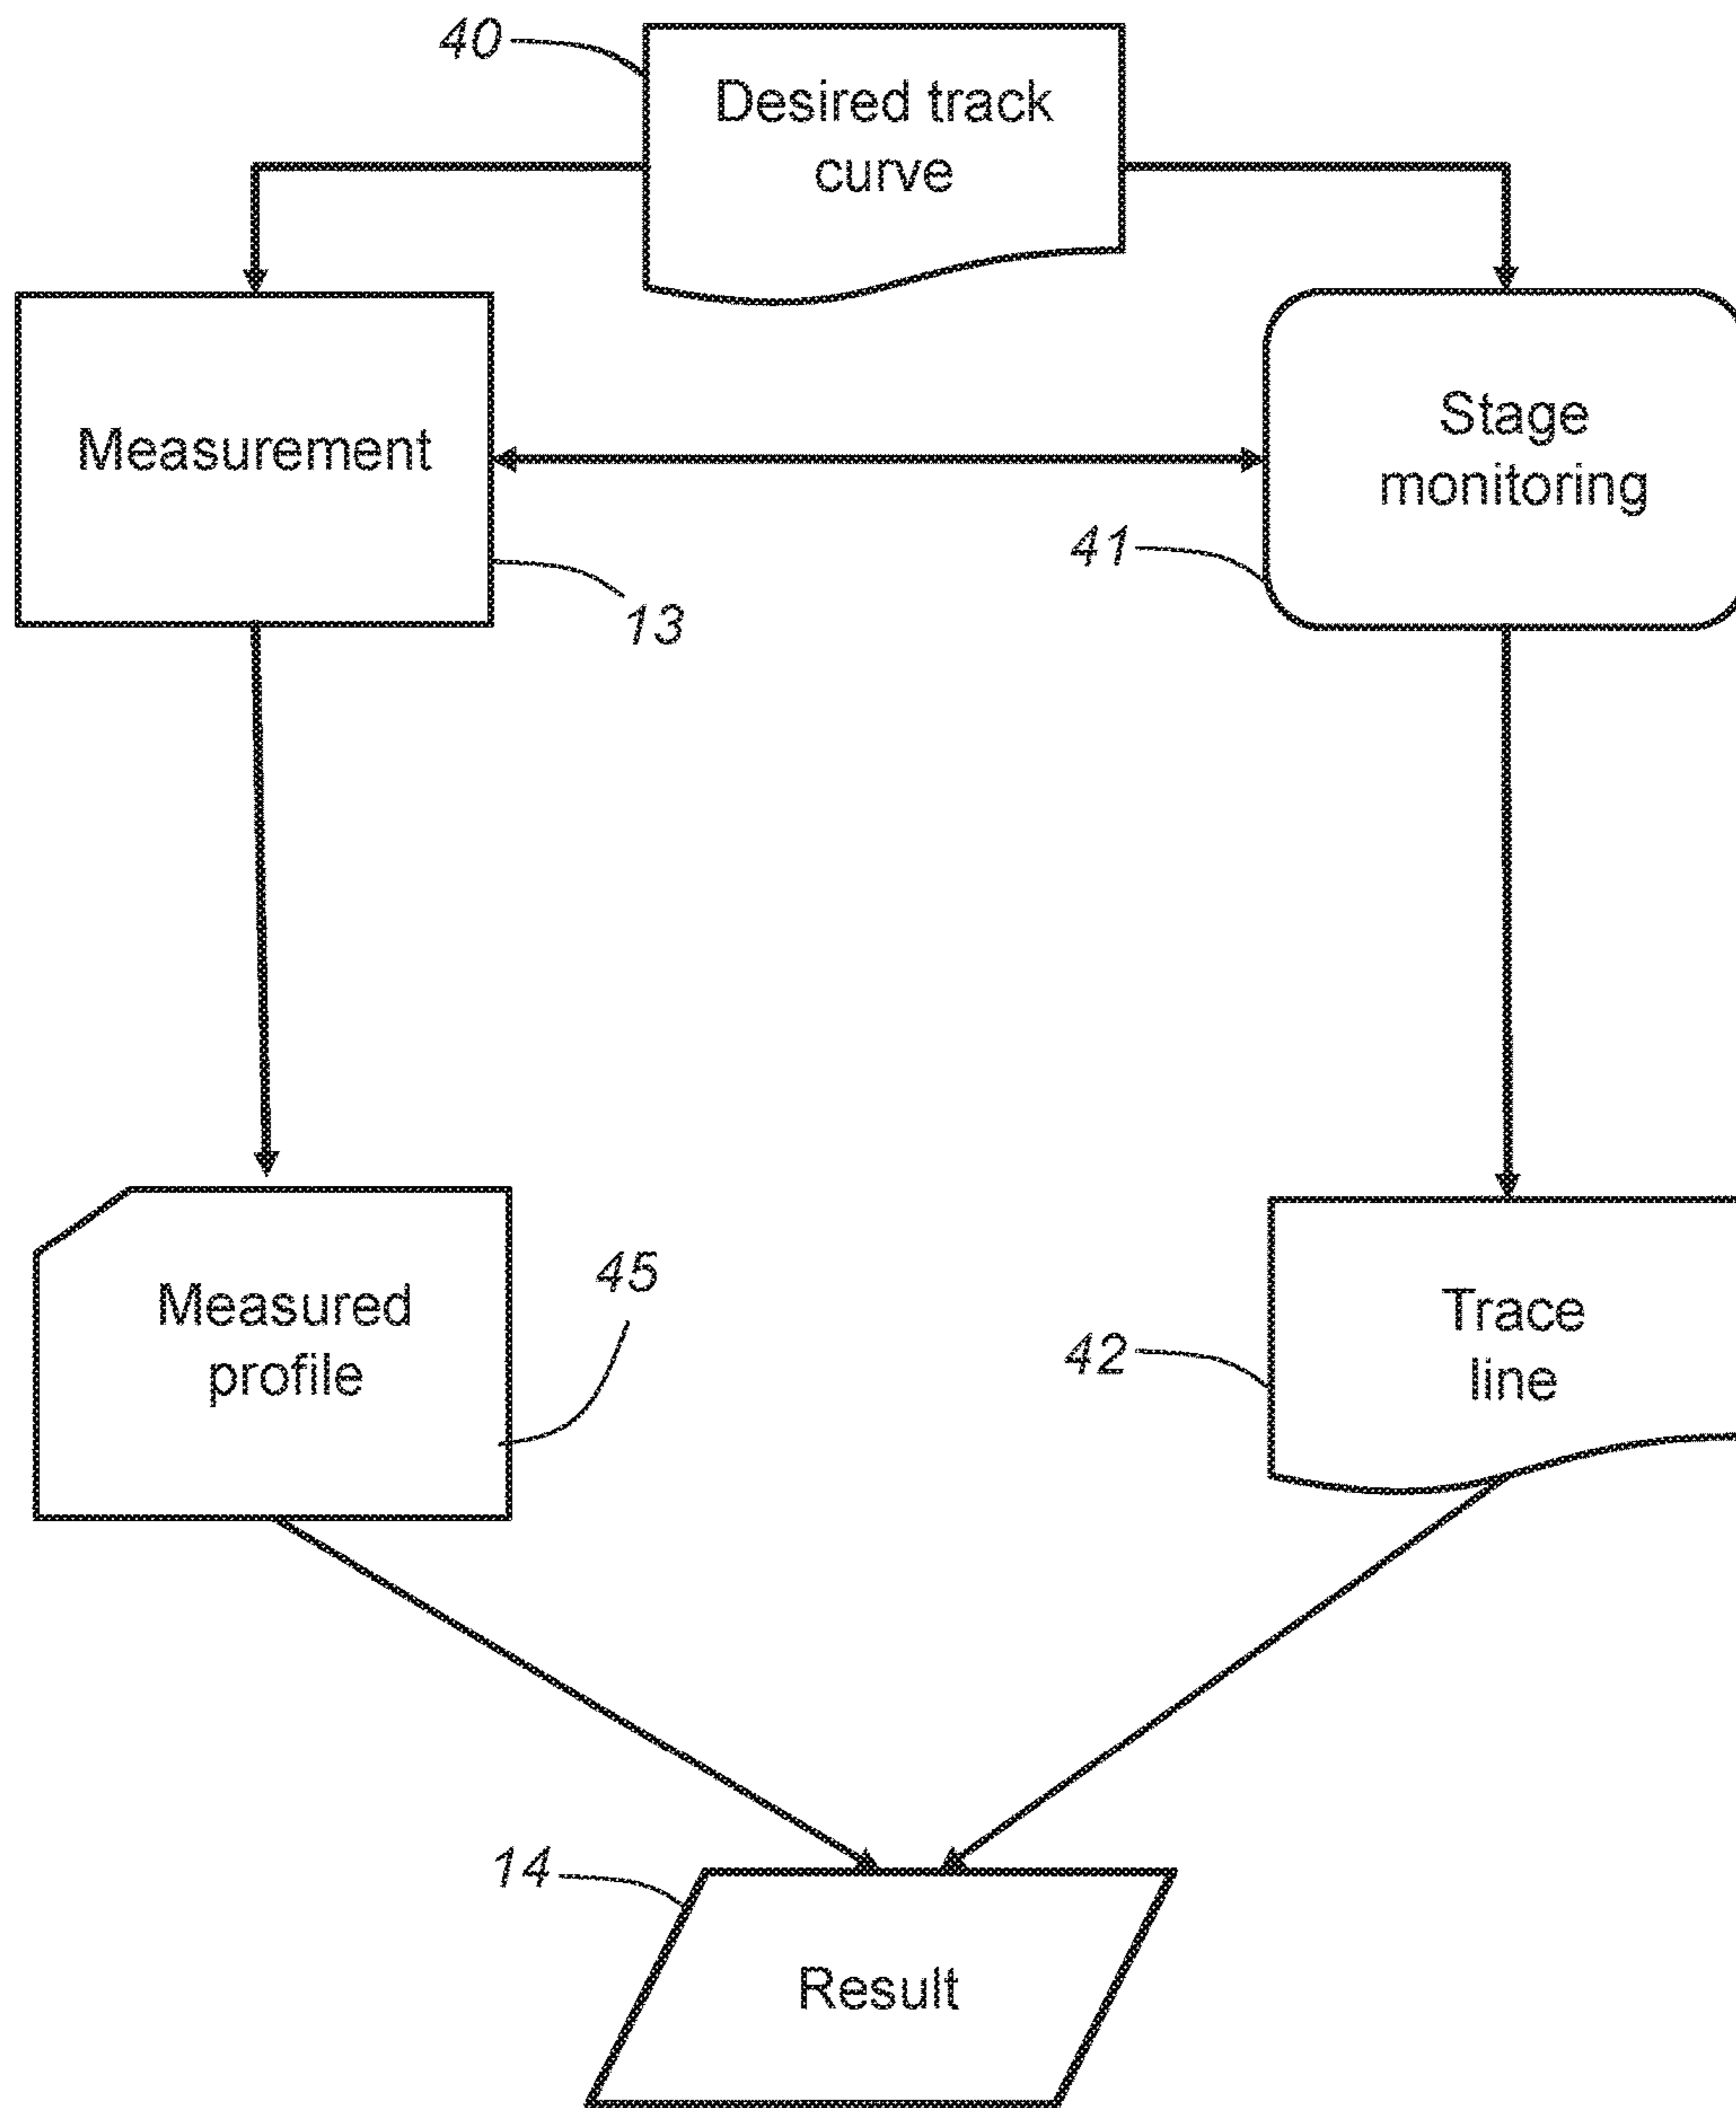 40
Desired track
curve
Measurement
Stage
monitoring
41
13
Measured
profile
45
Trace
line
42
14
Result